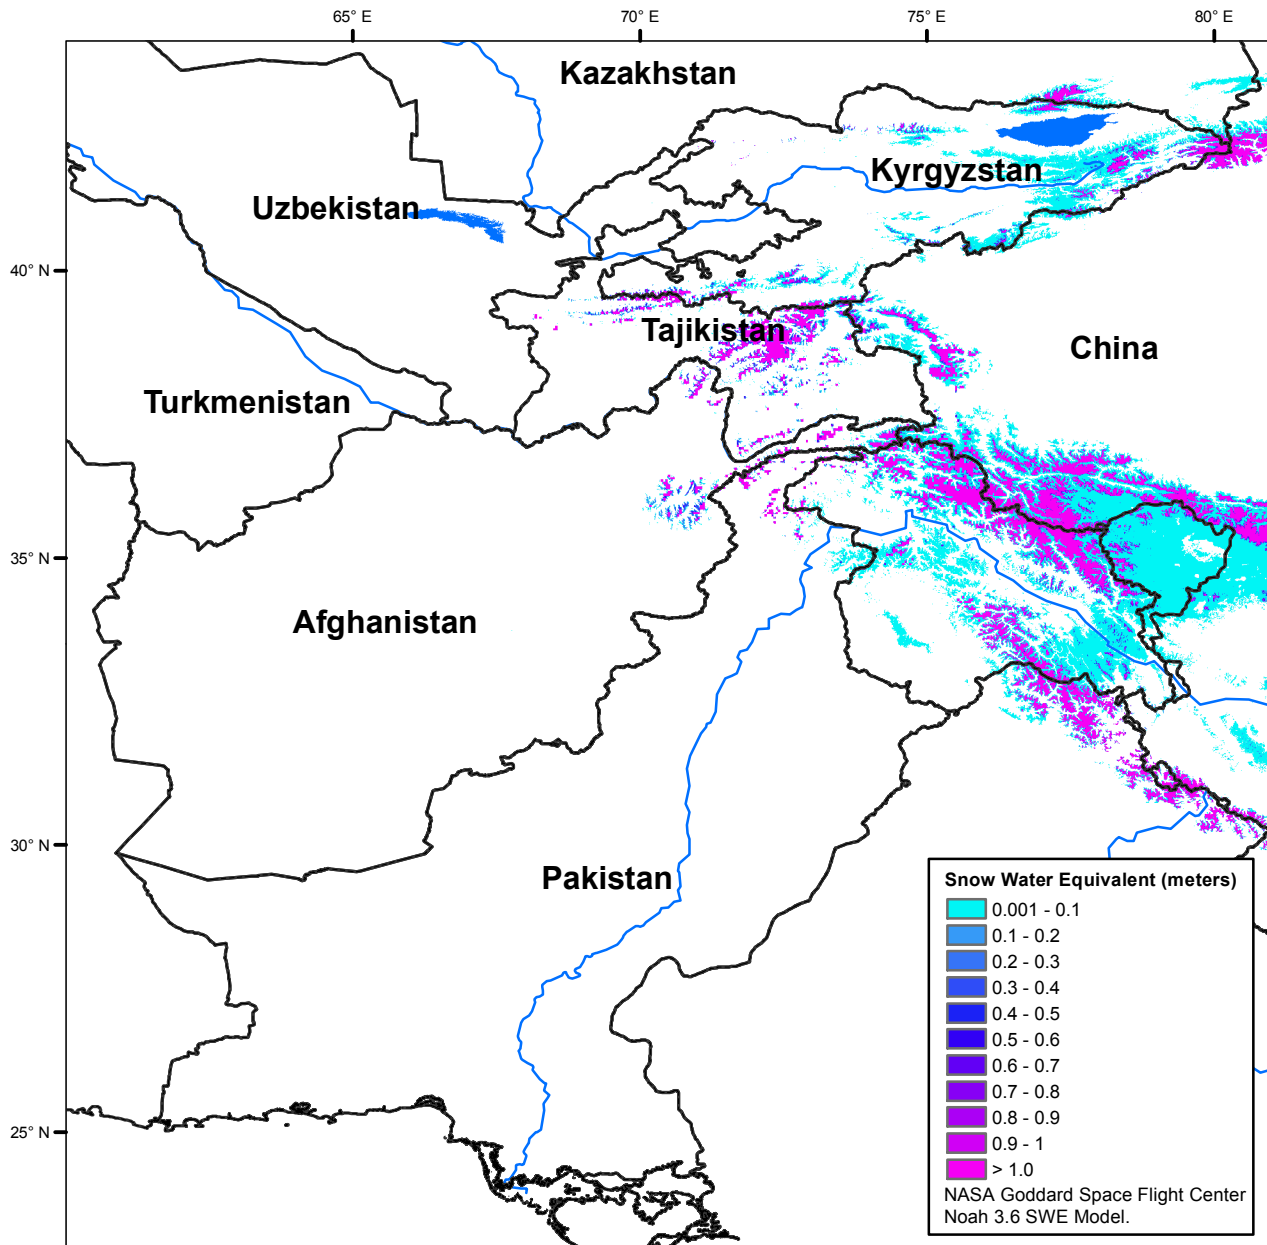 65° E
70° E
75° E
80° E
Kazakhstan
Kyrgyzstan
Uzbekistan
40° N
Tajikistan
China
Turkmenistan
35° N
Afghanistan
30° N
Pakistan
25° N
Snow Water Equivalent (meters)
0.001 - 0.1
0.1 - 0.2
0.2 - 0.3
0.3 - 0.4
0.4 - 0.5
0.5 - 0.6
0.6 - 0.7
0.7 - 0.8
0.8 - 0.9
0.9 - 1
> 1.0
NASA Goddard Space Flight Center
Noah 3.6 SWE Model.